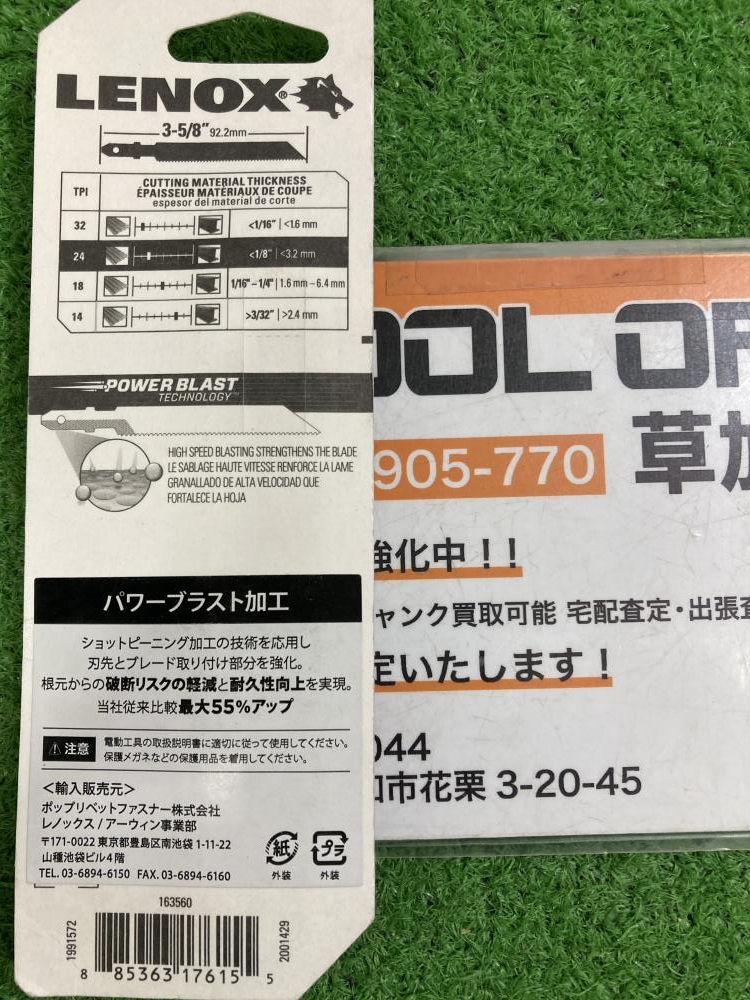 LENOX®
3-5/8" 92.2mm
TPI
CUTTING MATERIAL THICKNESS
ÉPAISSEUR MATÉRIAUX DE COUPE
espesor del material de corte
32 <1/16" | <1.6 mm
24 <1/8" | <3.2 mm
18 1/16" – 1/4" | 1.6 mm – 6.4 mm
14 >3/32" | >2.4 mm
POWER BLAST
TECHNOLOGY™
HIGH SPEED BLASTING STRENGTHENS THE BLADE
LE SABLAGE HAUTE VITESSE RENFORCE LA LAME
GRANALLADO DE ALTA VELOCIDAD QUE
FORTALECE LA HOJA
パワーブラスト加工
ショットピーニング加工の技術を応用し
刃先とブレード取り付け部分を強化。
根元からの破断リスクの軽減と耐久性向上を実現。
当社従来比較最大55%アップ
注意
電動工具の取扱説明書に適切に従って使用してください。
保護メガネなどの保護用品を着用してください。
<輸入販売元>
ポップリベットファスナー株式会社
レノックス/アーウィン事業部
〒171-0022 東京都豊島区南池袋 1-11-22
山種池袋ビル4階
TEL. 03-6894-6150 FAX. 03-6894-6160
紙
外装
プラ
外装
163560
1991572
2001429
8 85363 17615 5
OOL OF
905-770
草加
強化中!!
ャンク買取可能 宅配査定・出張査
定いたします!
044
市花栗 3-20-45